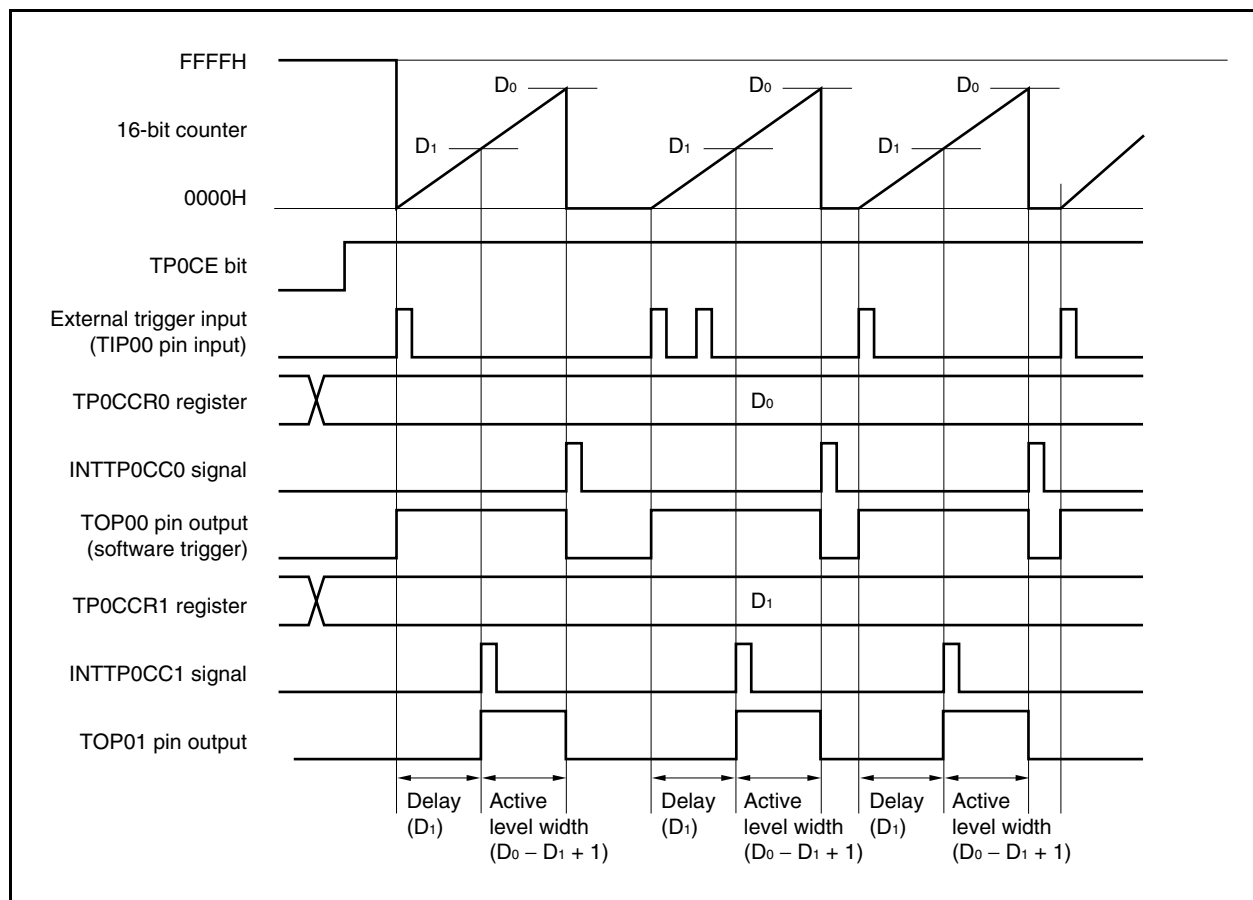 FFFFH
D0 D0 D0
16-bit counter
D1 D1 D1
0000H
TP0CE bit
External trigger input
(TIP00 pin input)
TP0CCR0 register
D0
INTTP0CC0 signal
TOP00 pin output
(software trigger)
TP0CCR1 register
D1
INTTP0CC1 signal
TOP01 pin output
Delay
(D1)
Active
level width
(D0 – D1 + 1)
Delay
(D1)
Active
level width
(D0 – D1 + 1)
Delay
(D1)
Active
level width
(D0 – D1 + 1)